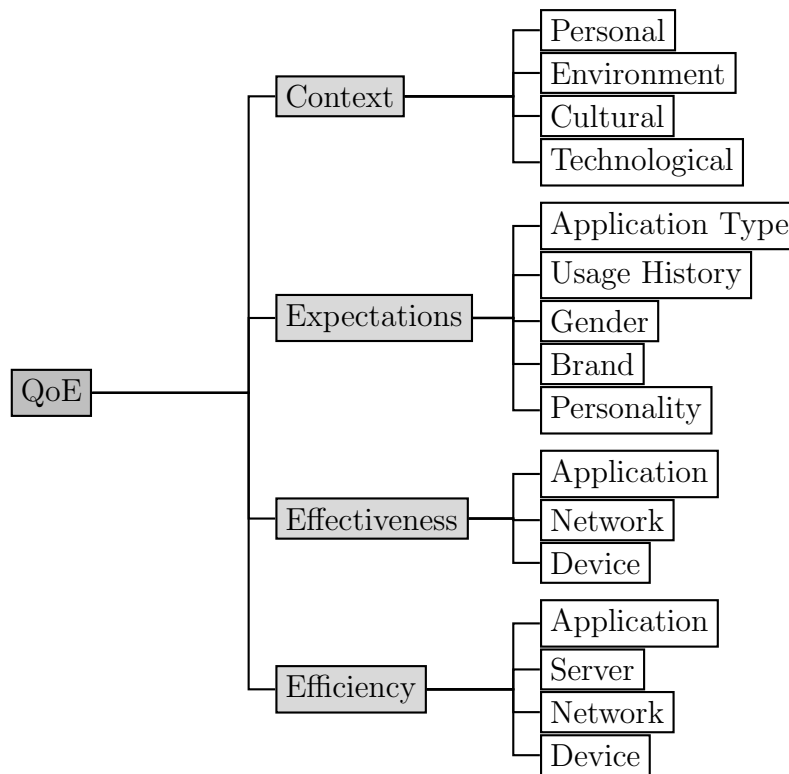 QoE
Context
Personal
Environment
Cultural
Technological
Expectations
Application Type
Usage History
Gender
Brand
Personality
Effectiveness
Application
Network
Device
Efficiency
Application
Server
Network
Device